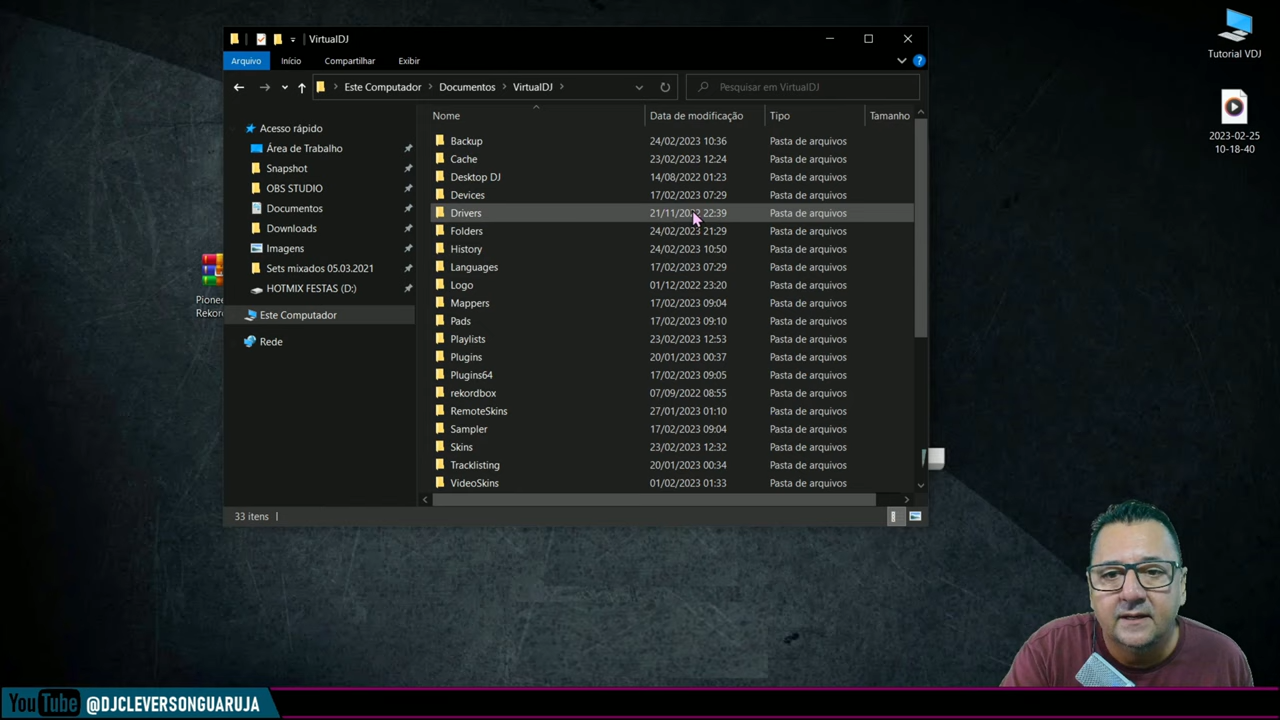 VirtualDJ
Arquivo Início Compartilhar Exibir
Este Computador Documentos VirtualDJ
Pesquisar em VirtualDJ
Acesso rápido
Área de Trabalho
Snapshot
OBS STUDIO
Documentos
Downloads
Imagens
Sets mixados 05.03.2021
HOTMIX FESTAS (D:)
Este Computador
Rede
Nome Data de modificação Tipo Tamanho
Backup 24/02/2023 10:36 Pasta de arquivos
Cache 23/02/2023 12:24 Pasta de arquivos
Desktop DJ 14/08/2022 01:23 Pasta de arquivos
Devices 17/02/2023 07:29 Pasta de arquivos
Drivers 21/11/2022 22:39 Pasta de arquivos
Folders 24/02/2023 21:29 Pasta de arquivos
History 24/02/2023 10:50 Pasta de arquivos
Languages 17/02/2023 07:29 Pasta de arquivos
Logo 01/12/2022 23:20 Pasta de arquivos
Mappers 17/02/2023 09:04 Pasta de arquivos
Pads 17/02/2023 09:10 Pasta de arquivos
Playlists 23/02/2023 12:53 Pasta de arquivos
Plugins 20/01/2023 00:37 Pasta de arquivos
Plugins64 17/02/2023 09:05 Pasta de arquivos
rekordbox 07/09/2022 08:55 Pasta de arquivos
RemoteSkins 27/01/2023 01:10 Pasta de arquivos
Sampler 17/02/2023 09:04 Pasta de arquivos
Skins 23/02/2023 12:32 Pasta de arquivos
Tracklisting 20/01/2023 00:34 Pasta de arquivos
VideoSkins 01/02/2023 01:33 Pasta de arquivos
33 itens
Pionee
Rekor
Tutorial VDJ
2023-02-25
10-18-40
YouTube @DJCLEVERSONGUARUJA